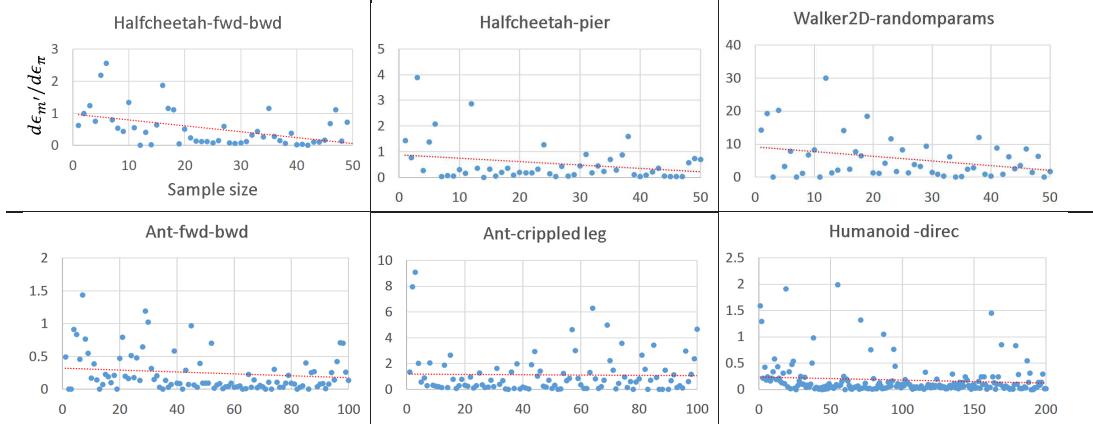 Halfcheetah-fwd-bwd
dϵ_m′/dϵ_π
3
2
1
0
0 10 20 30 40 50
Sample size
Halfcheetah-pier
5
4
3
2
1
0
0 10 20 30 40 50
Walker2D-randomparams
40
30
20
10
0
0 10 20 30 40 50
Ant-fwd-bwd
2
1.5
1
0.5
0
0 20 40 60 80 100
Ant-crippled leg
10
8
6
4
2
0
0 20 40 60 80 100
Humanoid -direc
2.5
2
1.5
1
0.5
0
0 50 100 150 200